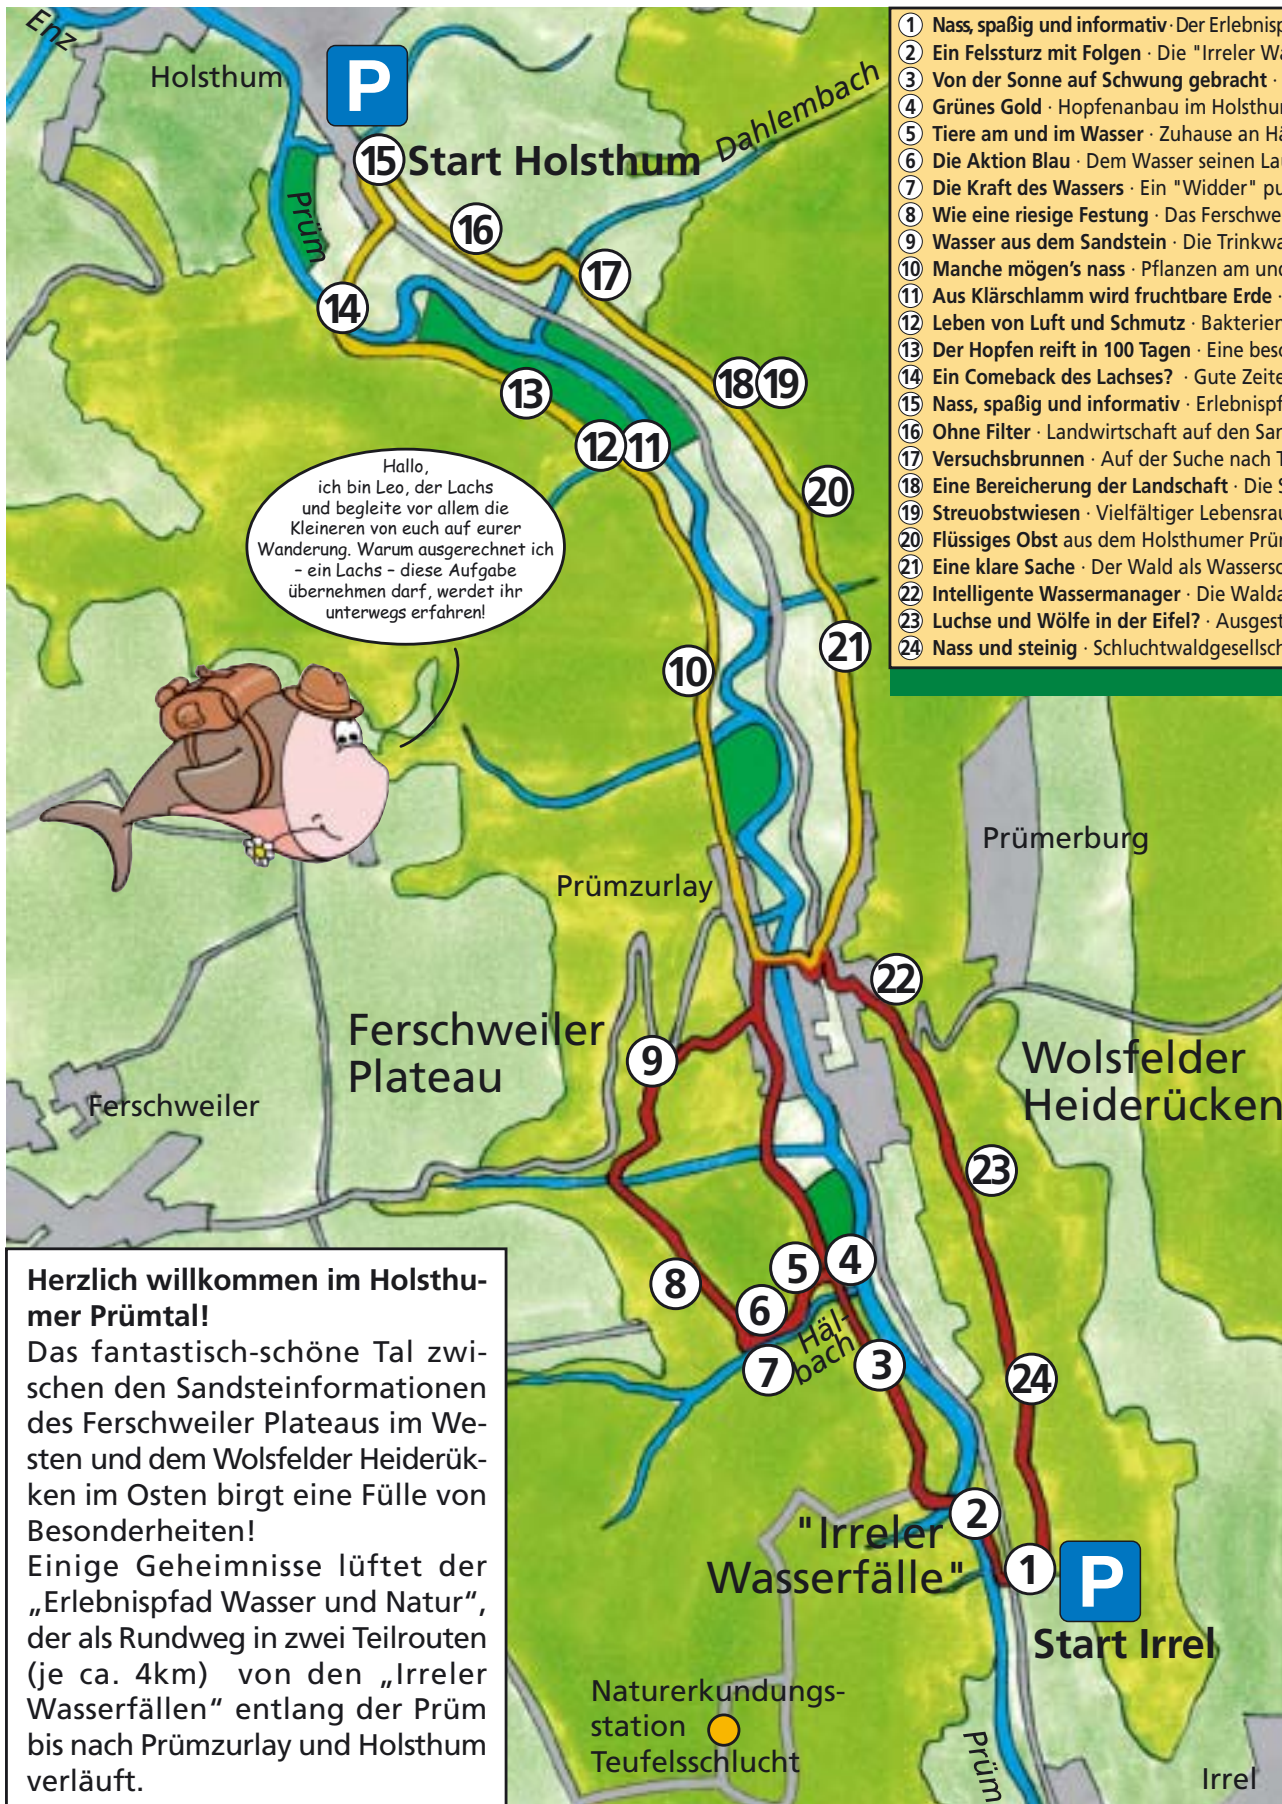 Enz
Holsthum
P
Dahlembach
15 Start Holsthum
Prüm
16
17
14
18 19
13
12 11
20
Hallo,
ich bin Leo, der Lachs
und begleite vor allem die
Kleineren von euch auf eurer
Wanderung. Warum ausgerechnet ich
– ein Lachs – diese Aufgabe
übernehmen darf, werdet ihr
unterwegs erfahren!
21
10
1 Nass, spaßig und informativ · Der Erlebnisp
2 Ein Felssturz mit Folgen · Die "Irreler Wa
3 Von der Sonne auf Schwung gebracht ·
4 Grünes Gold · Hopfenanbau im Holsthu
5 Tiere am und im Wasser · Zuhause an Hä
6 Die Aktion Blau · Dem Wasser seinen La
7 Die Kraft des Wassers · Ein "Widder" pu
8 Wie eine riesige Festung · Das Ferschwe
9 Wasser aus dem Sandstein · Die Trinkwa
10 Manche mögen's nass · Pflanzen am und
11 Aus Klärschlamm wird fruchtbare Erde ·
12 Leben von Luft und Schmutz · Bakterien
13 Der Hopfen reift in 100 Tagen · Eine beso
14 Ein Comeback des Lachses? · Gute Zeite
15 Nass, spaßig und informativ · Erlebnispf
16 Ohne Filter · Landwirtschaft auf den San
17 Versuchsbrunnen · Auf der Suche nach T
18 Eine Bereicherung der Landschaft · Die S
19 Streuobstwiesen · Vielfältiger Lebensrau
20 Flüssiges Obst aus dem Holsthumer Prü
21 Eine klare Sache · Der Wald als Wassersc
22 Intelligente Wassermanager · Die Walda
23 Luchse und Wölfe in der Eifel? · Ausgest
24 Nass und steinig · Schluchtwaldgesellsch
Prümerburg
Prümzurlay
22
Ferschweiler
Plateau
9
Wolsfelder
Heiderücken
Ferschweiler
23
4
5
8
6
Häl-
bach
7
3
24
2
"Irreler
Wasserfälle"
1
P
Start Irrel
Naturerkundungs-
station
Teufelsschlucht
Prüm
Irrel
Herzlich willkommen im Holsthu-
mer Prümtal!
Das fantastisch-schöne Tal zwi-
schen den Sandsteinformationen
des Ferschweiler Plateaus im We-
sten und dem Wolsfelder Heiderük-
ken im Osten birgt eine Fülle von
Besonderheiten!
Einige Geheimnisse lüftet der
„Erlebnispfad Wasser und Natur“,
der als Rundweg in zwei Teilrouten
(je ca. 4km) von den „Irreler
Wasserfällen“ entlang der Prüm
bis nach Prümzurlay und Holsthum
verläuft.